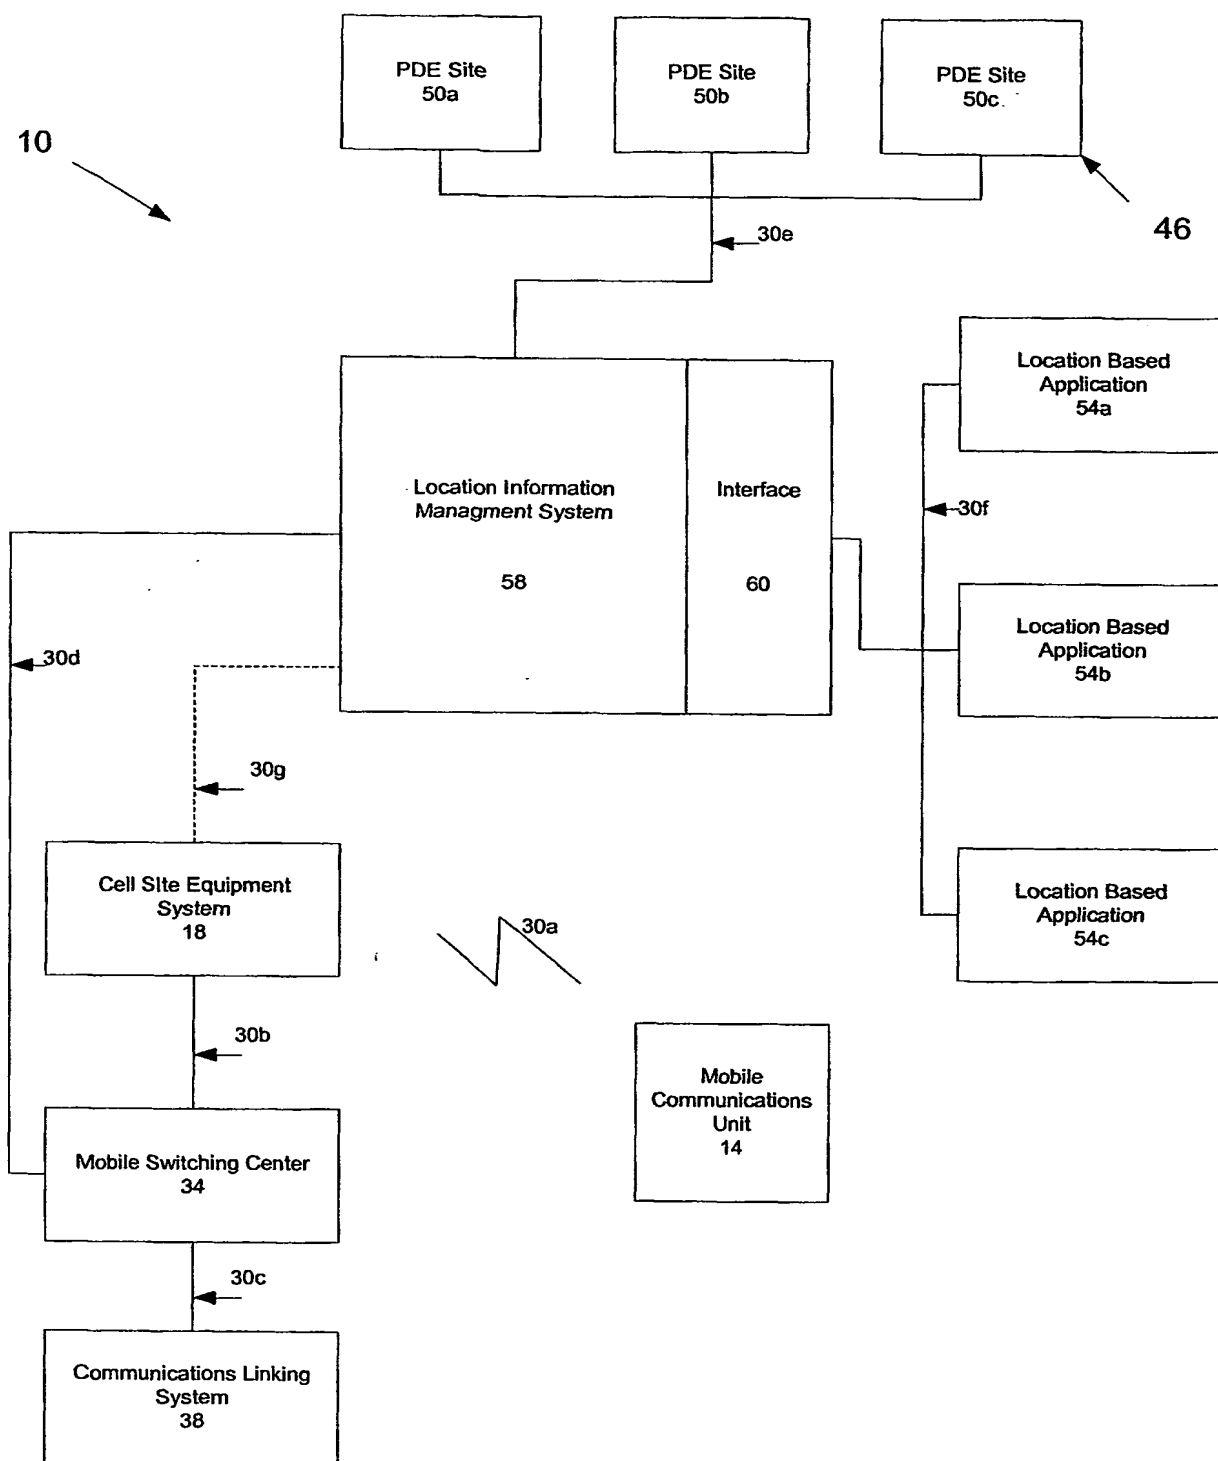 PDE Site
50a
PDE Site
50b
PDE Site
50c
10
46
30e
Location Based
Application
54a
Location Information
Managment System
58
Interface
60
30f
Location Based
Application
54b
30d
30g
Cell Site Equipment
System
18
30a
Location Based
Application
54c
30b
Mobile
Communications
Unit
14
Mobile Switching Center
34
30c
Communications Linking
System
38